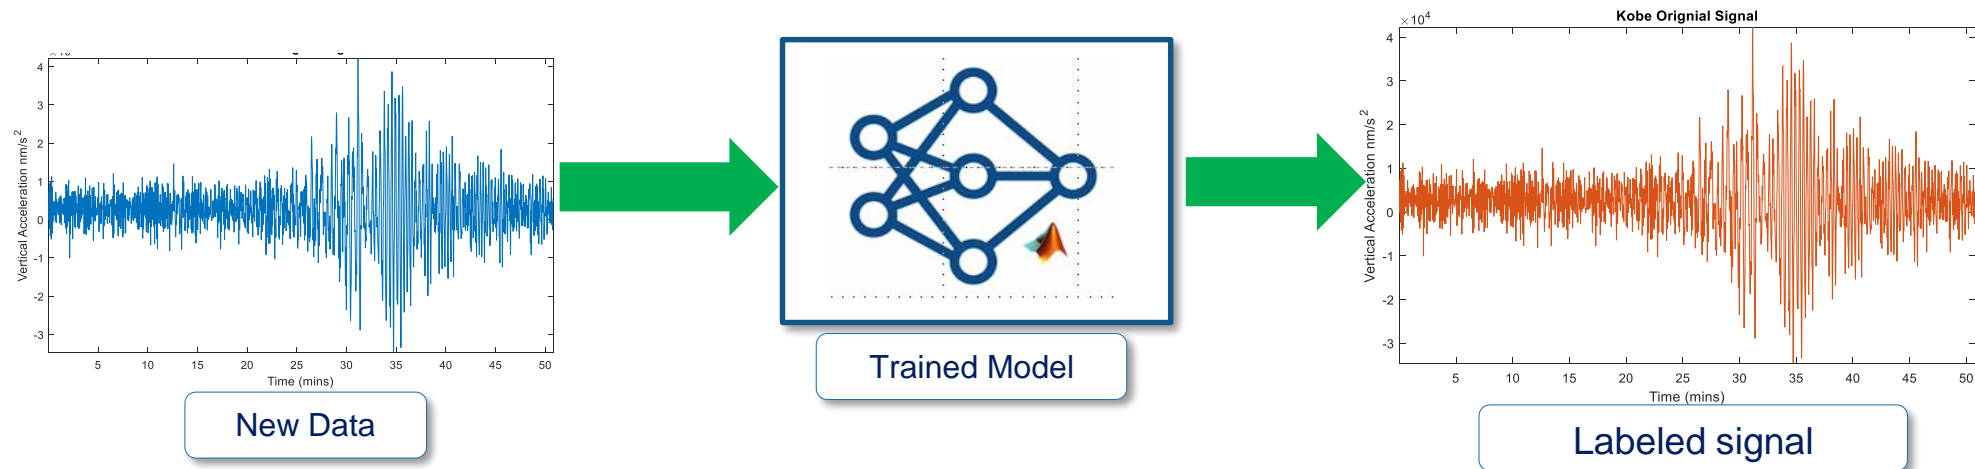 4
3
2
1
0
-1
-2
-3
Vertical Acceleration nm/s 2
5 10 15 20 25 30 35 40 45 50
Time (mins)
New Data
Trained Model
Kobe Orignial Signal
×10 4
4
3
2
1
0
-1
-2
-3
Vertical Acceleration nm/s 2
5 10 15 20 25 30 35 40 45 50
Time (mins)
Labeled signal